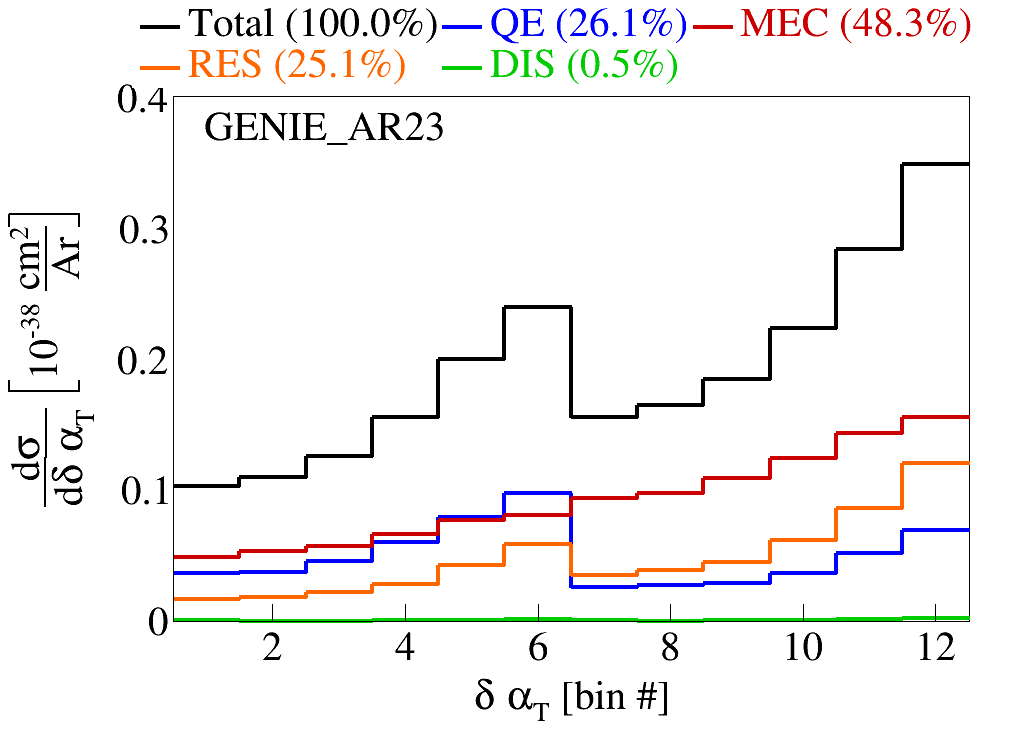 Total (100.0%) QE (26.1%) MEC (48.3%)
RES (25.1%) DIS (0.5%)
GENIE_AR23
0.4
0.3
0.2
0.1
0
dσ/dδ α_T [10^-38 cm^2/Ar]
2 4 6 8 10 12
δ α_T [bin #]